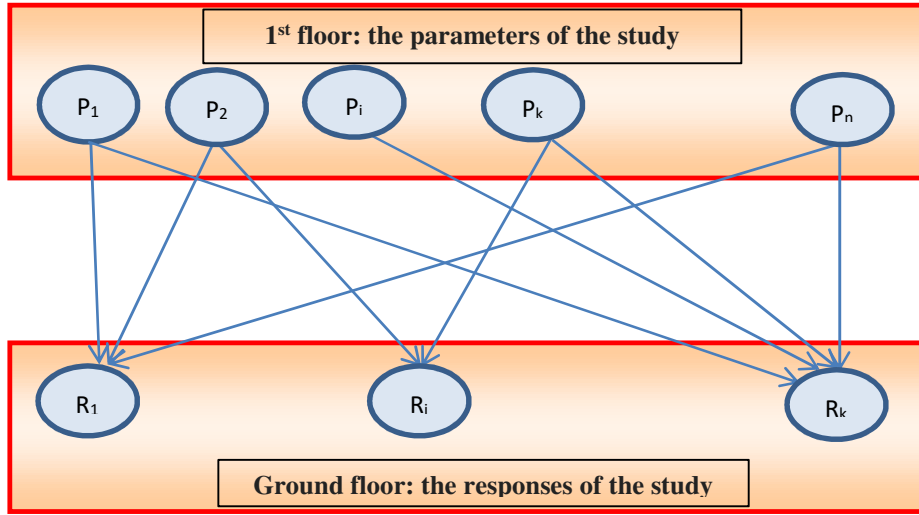 1st floor: the parameters of the study
P1 P2 Pi Pk Pn
R1 Ri Rk
Ground floor: the responses of the study